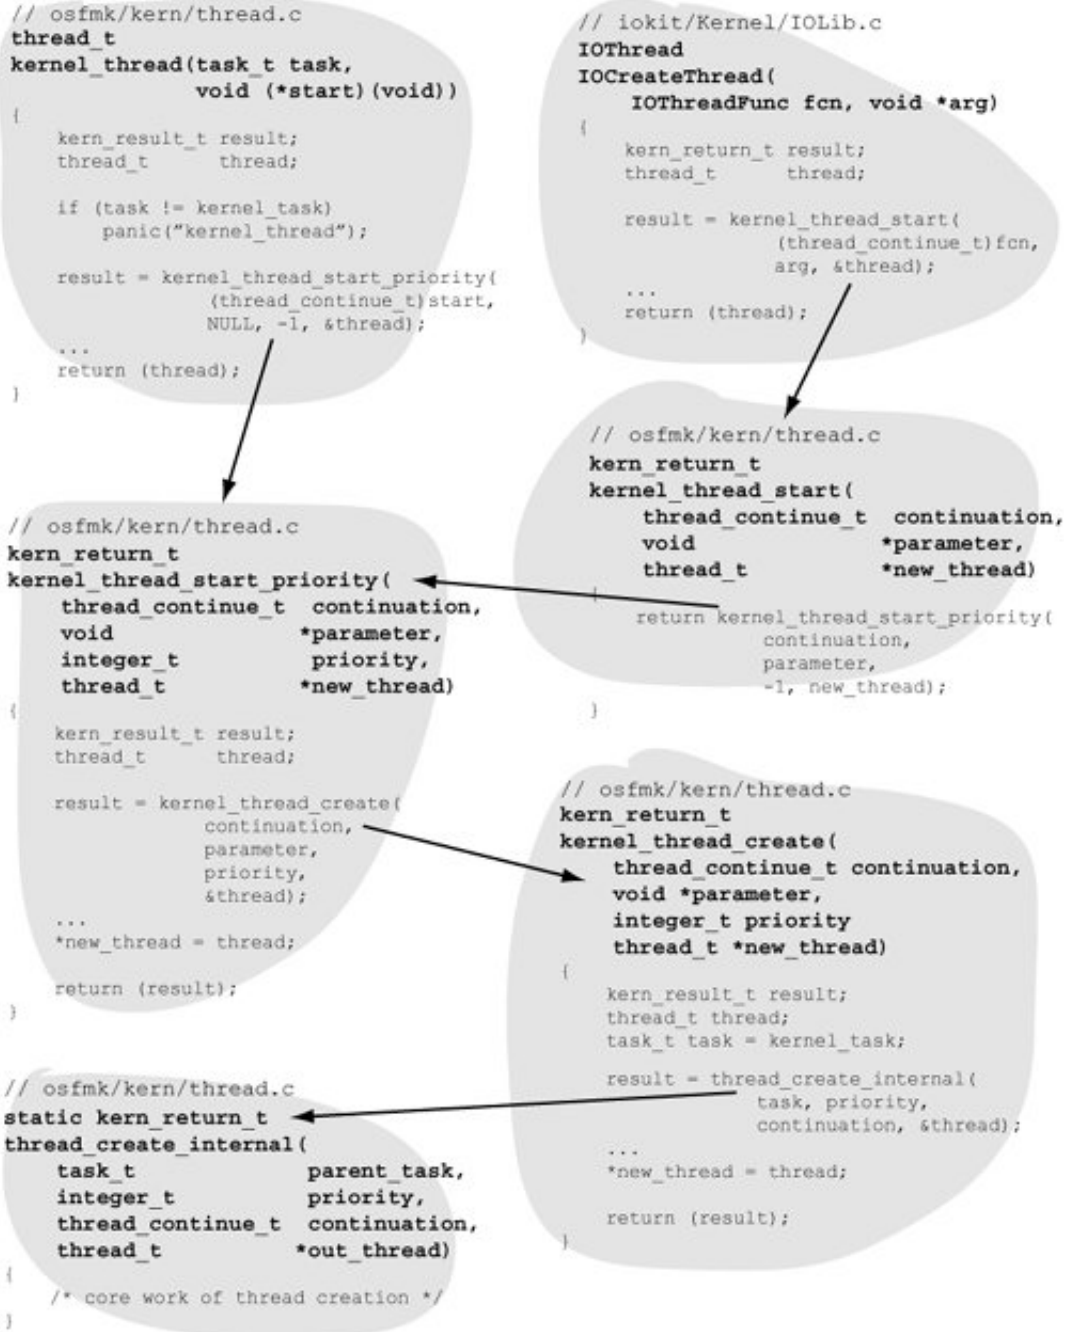 // osfmk/kern/thread.c
thread_t
kernel_thread(task_t task,
              void (*start)(void))
{
    kern_result_t result;
    thread_t      thread;

    if (task != kernel_task)
        panic("kernel_thread");

    result = kernel_thread_start_priority(
                 (thread_continue_t)start,
                 NULL, -1, &thread);
    ...
    return (thread);
}
// iokit/Kernel/IOLib.c
IOThread
IOCreateThread(
    IOThreadFunc fcn, void *arg)
{
    kern_return_t result;
    thread_t      thread;

    result = kernel_thread_start(
                 (thread_continue_t)fcn,
                 arg, &thread);
    ...
    return (thread);
}
// osfmk/kern/thread.c
kern_return_t
kernel_thread_start(
    thread_continue_t  continuation,
    void              *parameter,
    thread_t          *new_thread)
{
    return kernel_thread_start_priority(
               continuation,
               parameter,
               -1, new_thread);
}
// osfmk/kern/thread.c
kern_return_t
kernel_thread_start_priority(
    thread_continue_t  continuation,
    void              *parameter,
    integer_t          priority,
    thread_t          *new_thread)
{
    kern_result_t result;
    thread_t      thread;

    result = kernel_thread_create(
                 continuation,
                 parameter,
                 priority,
                 &thread);
    ...
    *new_thread = thread;

    return (result);
}
// osfmk/kern/thread.c
kern_return_t
kernel_thread_create(
    thread_continue_t continuation,
    void *parameter,
    integer_t priority
    thread_t *new_thread)
{
    kern_result_t result;
    thread_t thread;
    task_t task = kernel_task;

    result = thread_create_internal(
                 task, priority,
                 continuation, &thread);
    ...
    *new_thread = thread;

    return (result);
}
// osfmk/kern/thread.c
static kern_return_t
thread_create_internal(
    task_t             parent_task,
    integer_t          priority,
    thread_continue_t  continuation,
    thread_t          *out_thread)
{
    /* core work of thread creation */
}